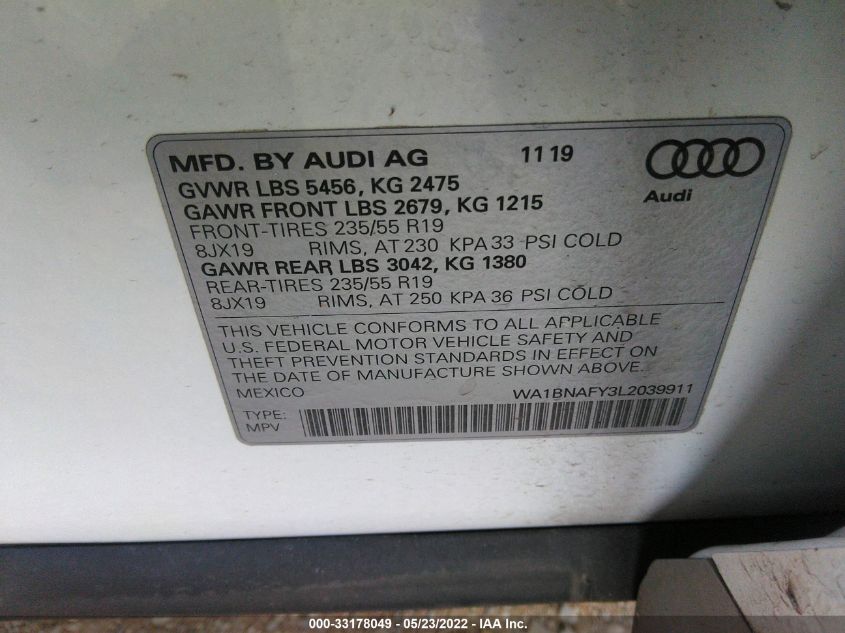 MFD. BY AUDI AG 11 19
GVWR LBS 5456, KG 2475
GAWR FRONT LBS 2679, KG 1215
Audi
FRONT-TIRES 235/55 R19
8JX19 RIMS, AT 230 KPA 33 PSI COLD
GAWR REAR LBS 3042, KG 1380
REAR-TIRES 235/55 R19
8JX19 RIMS, AT 250 KPA 36 PSI COLD
THIS VEHICLE CONFORMS TO ALL APPLICABLE
U.S. FEDERAL MOTOR VEHICLE SAFETY AND
THEFT PREVENTION STANDARDS IN EFFECT ON
THE DATE OF MANUFACTURE SHOWN ABOVE.
MEXICO WA1BNAFY3L2039911
TYPE:
MPV
000-33178049 - 05/23/2022 - IAA Inc.